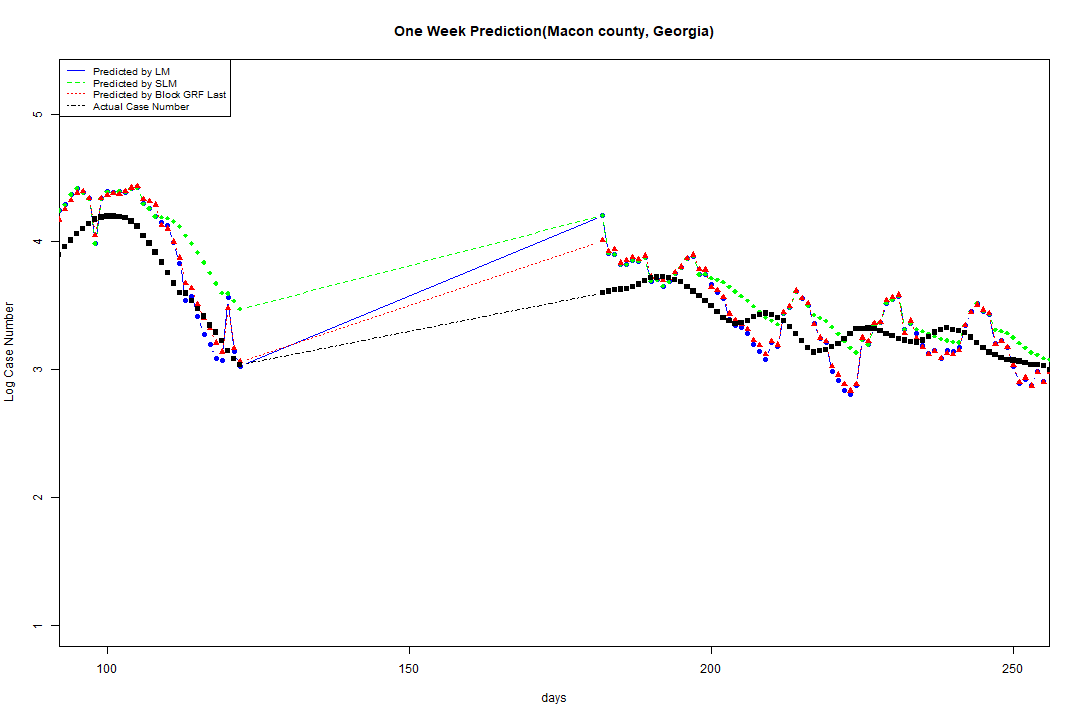 One Week Prediction(Macon county, Georgia)
Predicted by LM
Predicted by SLM
Predicted by Block GRF Last
Actual Case Number
5
4
3
2
1
Log Case Number
100 150 200 250
days